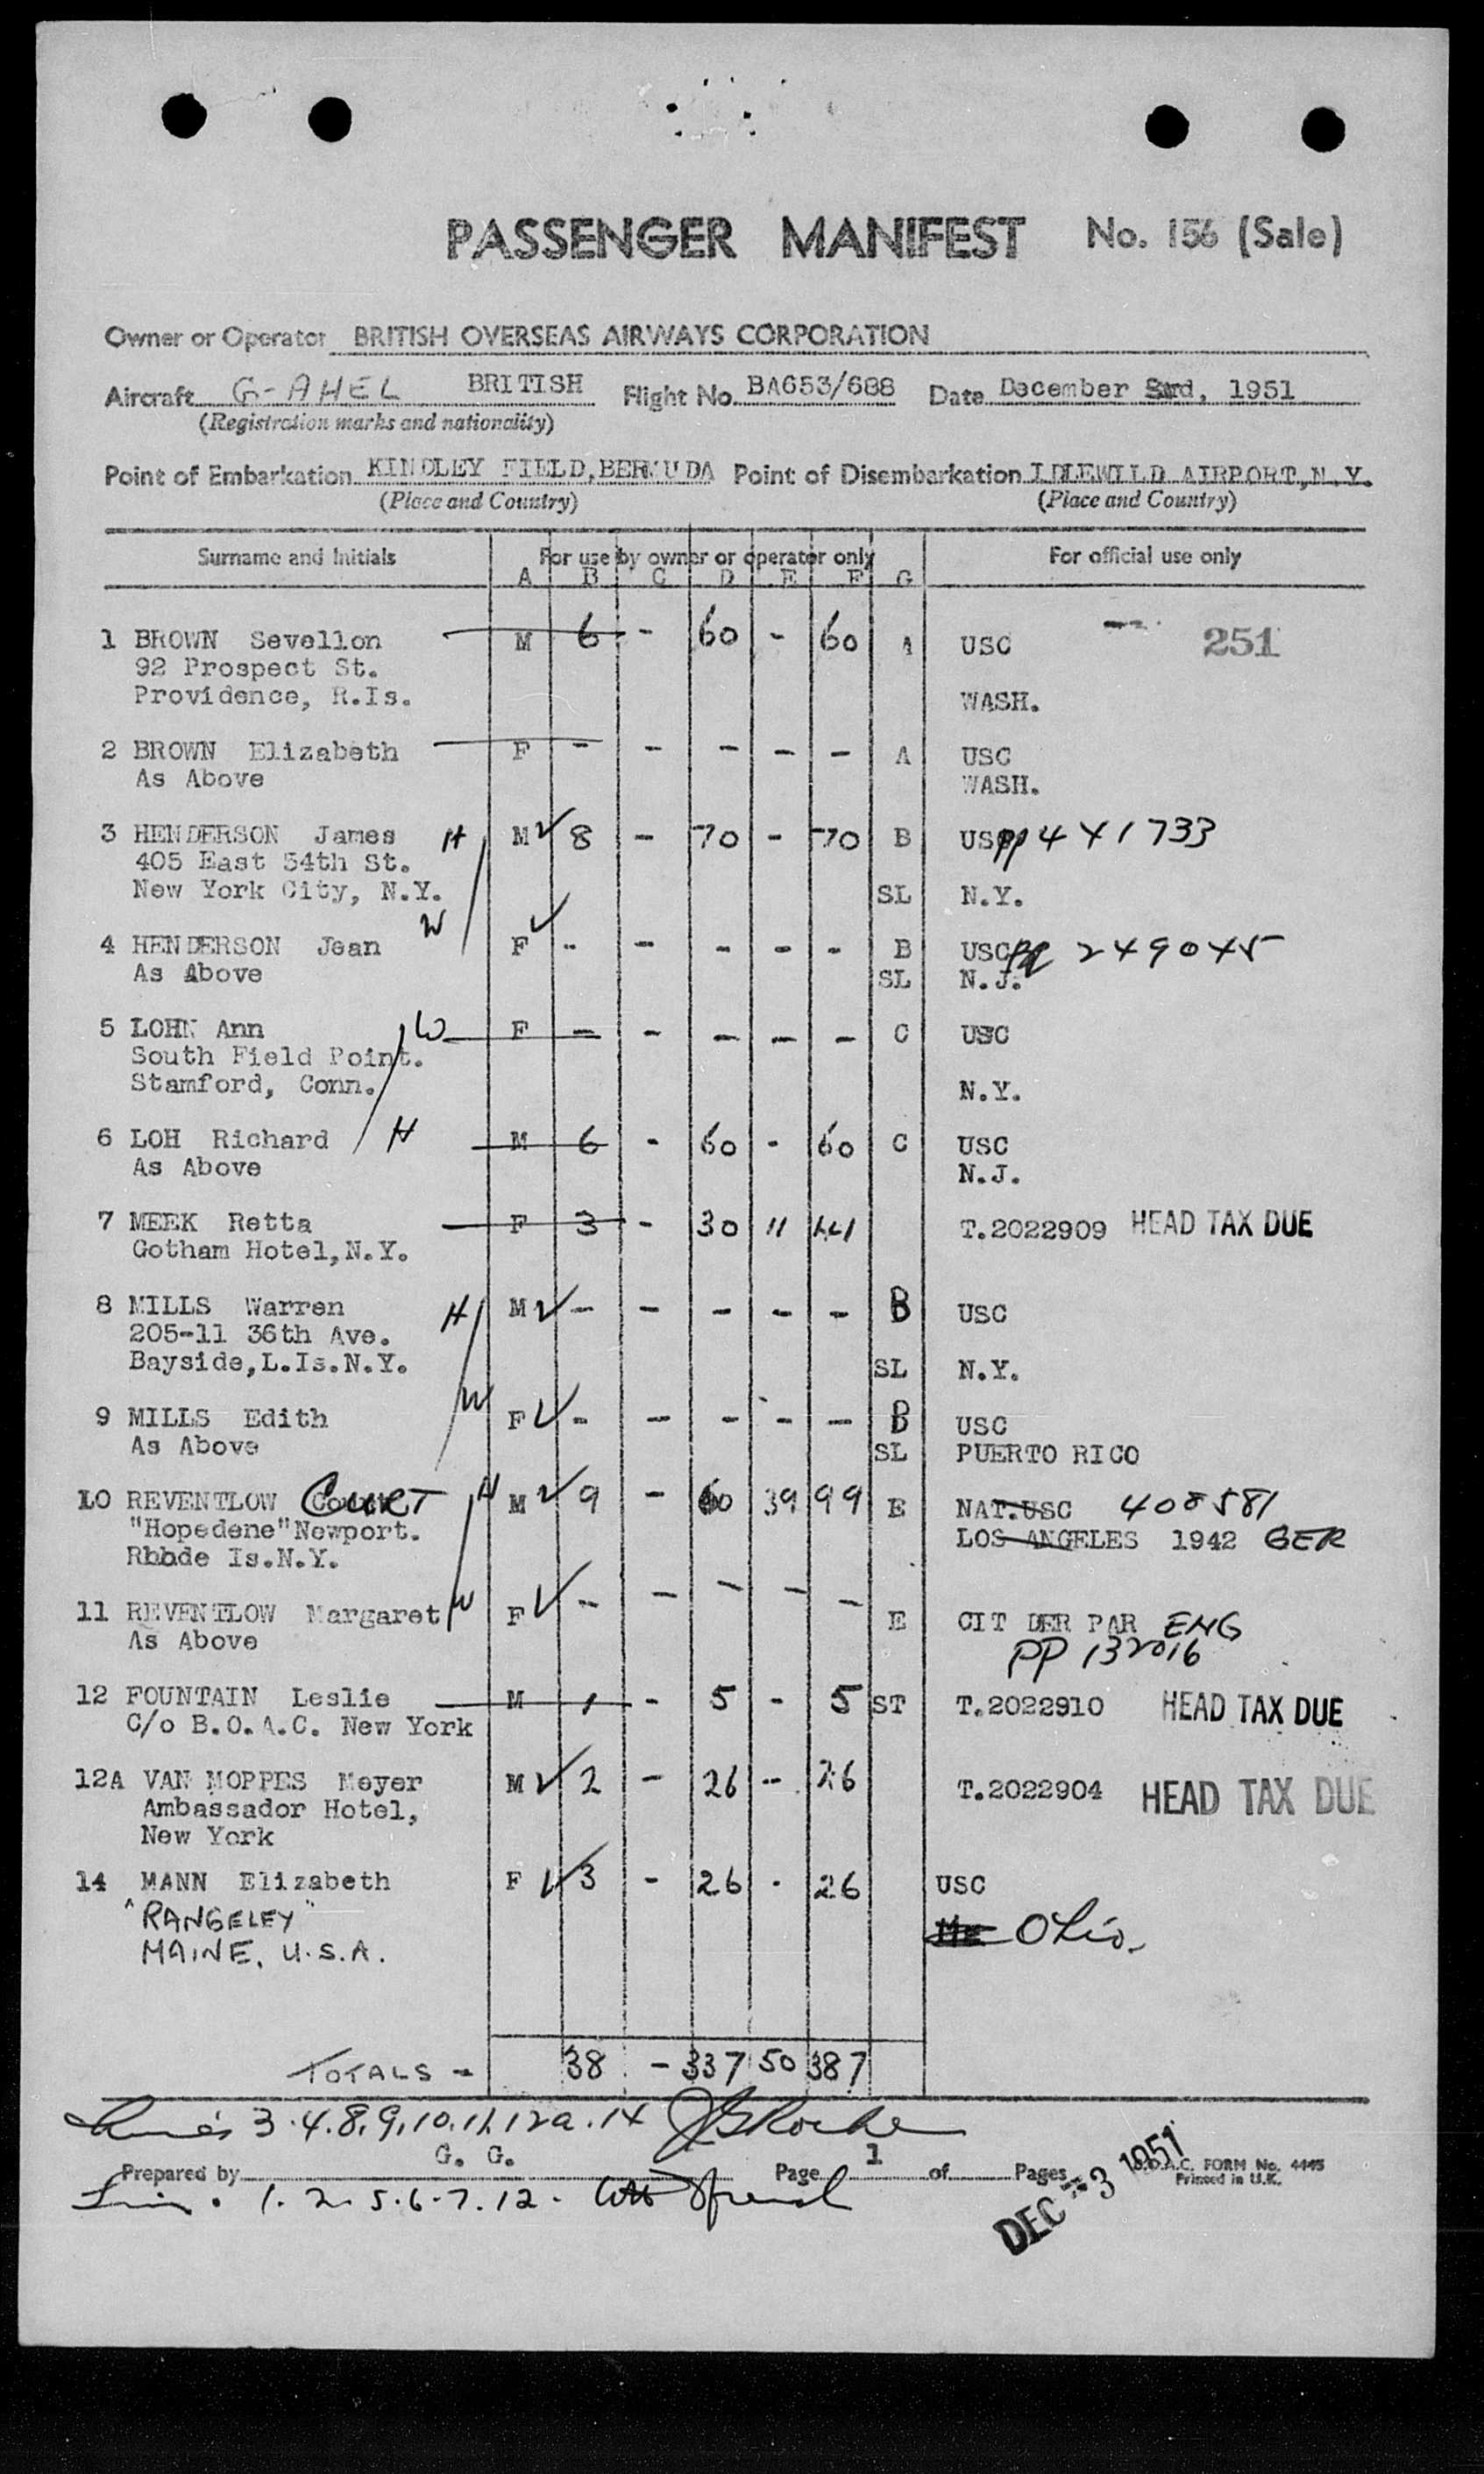 PASSENGER MANIFEST No. 156 (Sale)
Owner or Operator BRITISH OVERSEAS AIRWAYS CORPORATION
Aircraft G-AHEL BRITISH Flight No. BA653/688 Date December 3rd, 1951
(Registration marks and nationality)
Point of Embarkation KINDLEY FIELD, BERMUDA Point of Disembarkation IDLEWILD AIRPORT, N.Y.
(Place and Country) (Place and Country)
Surname and Initials For use by owner or operator only For official use only
A B C D E F G
1 BROWN Sevellon M 6 - 60 - 60 A USC 251
92 Prospect St.
Providence, R.Is. WASH.
2 BROWN Elizabeth F - - - - - A USC
As Above WASH.
3 HENDERSON James H M 8 - 70 - 70 B USC pp 441733
405 East 54th St.
New York City, N.Y. SL N.Y.
4 HENDERSON Jean W F - - - - - B USC pp 249045
As Above SL N.J.
5 LOHN Ann W F - - - - - C USC
South Field Point.
Stamford, Conn. N.Y.
6 LOH Richard H M 6 - 60 - 60 C USC
As Above N.J.
7 MEEK Retta F 3 - 30 11 41 T.2022909 HEAD TAX DUE
Gotham Hotel, N.Y.
8 MILLS Warren H M - - - - - B USC
205-11 36th Ave.
Bayside, L.Is.N.Y. SL N.Y.
9 MILLS Edith W F - - - - - B USC
As Above SL PUERTO RICO
10 REVENTLOW CURT H M 9 - 60 39 99 E NAT.USC 408581
"Hopedene" Newport. LOS ANGELES 1942 GER
Rhhde Is.N.Y.
11 REVENTLOW Margaret W F - - - - - E CIT DER PAR ENG
As Above PP 132016
12 FOUNTAIN Leslie M 1 - 5 - 5 ST T.2022910 HEAD TAX DUE
C/o B.O.A.C. New York
12A VAN MOPPES Meyer M 2 - 26 - 26 T.2022904 HEAD TAX DUE
Ambassador Hotel,
New York
14 MANN Elizabeth F 3 - 26 - 26 USC
"RANGELEY" Ohio
MAINE, U.S.A.
TOTALS - 38 - 337 50 387
3.4.8.9.10.11.12a.14
G. G.
Prepared by Page 1 of Pages B.O.A.C. FORM No. 4445
Printed in U.K.
1. 2. 5. 6. 7. 12.
DEC -3 1951